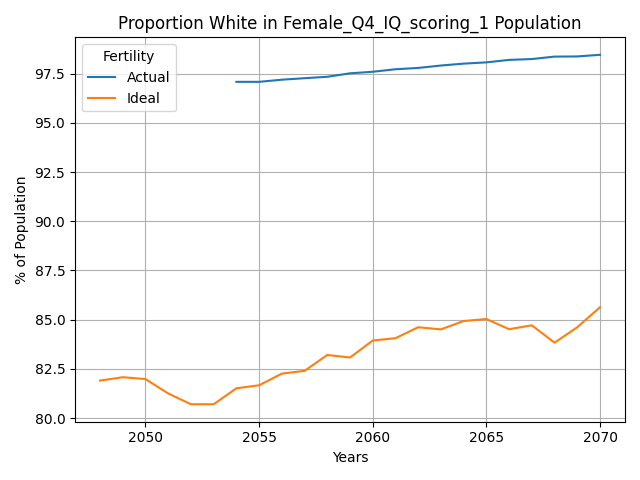 Proportion White in Female_Q4_IQ_scoring_1 Population
Fertility
Actual
Ideal
% of Population
97.5
95.0
92.5
90.0
87.5
85.0
82.5
80.0
2050 2055 2060 2065 2070
Years